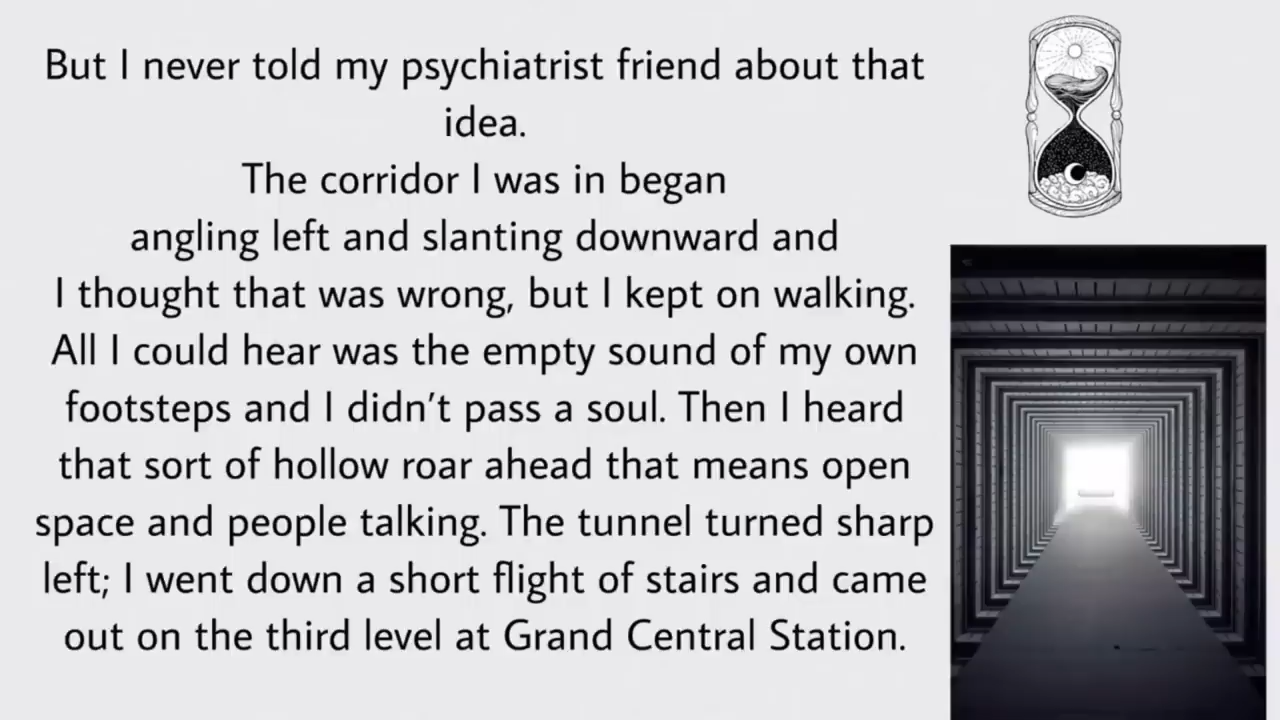 But I never told my psychiatrist friend about that
idea.
The corridor I was in began
angling left and slanting downward and
I thought that was wrong, but I kept on walking.
All I could hear was the empty sound of my own
footsteps and I didn’t pass a soul. Then I heard
that sort of hollow roar ahead that means open
space and people talking. The tunnel turned sharp
left; I went down a short flight of stairs and came
out on the third level at Grand Central Station.